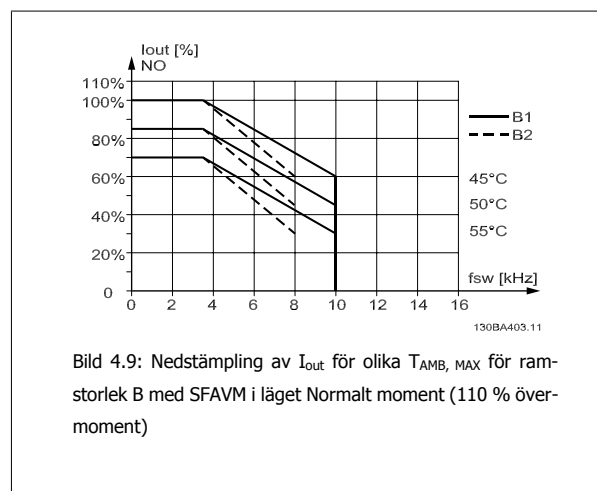 Iout [%]
NO
110%
100%
80%
60%
40%
20%
0
0 2 4 6 8 10 12 14 16
B1
B2
45°C
50°C
55°C
fsw [kHz]
130BA403.11
Bild 4.9: Nedstämpling av Iout för olika TAMB, MAX för ram-
storlek B med SFAVM i läget Normalt moment (110 % över-
moment)